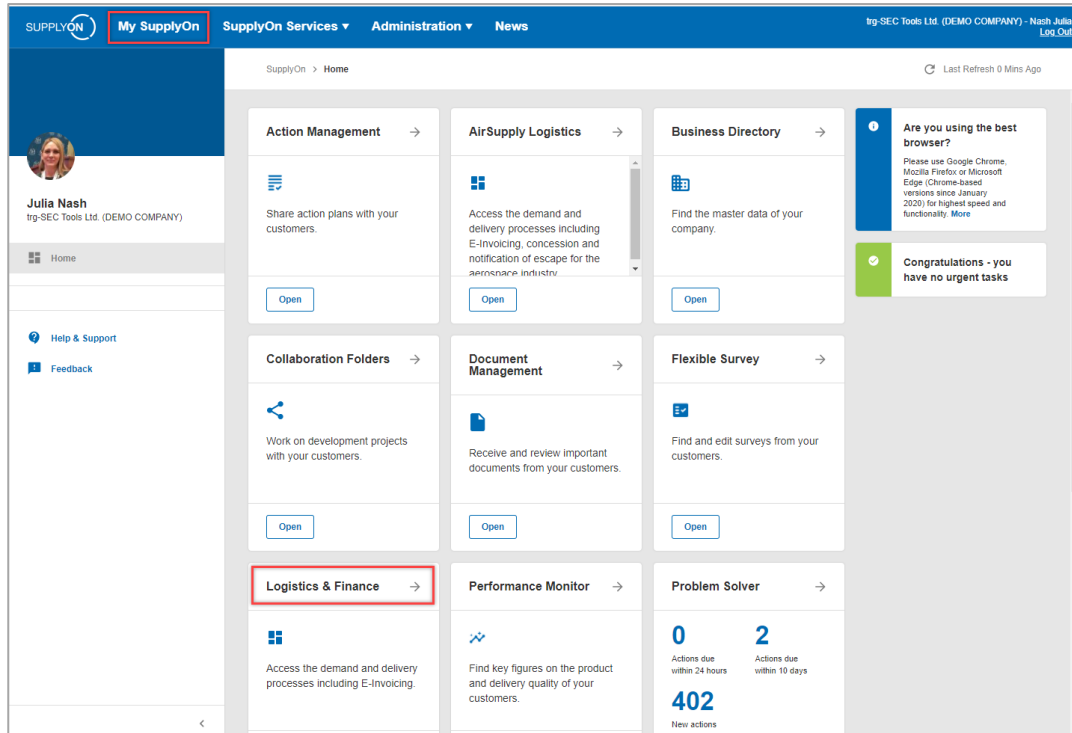 SUPPLYON
My SupplyOn
SupplyOn Services ▾
Administration ▾
News
trg-SEC Tools Ltd. (DEMO COMPANY) - Nash Julia
Log Out
SupplyOn > Home
Last Refresh 0 Mins Ago
Julia Nash
trg-SEC Tools Ltd. (DEMO COMPANY)
Home
Help & Support
Feedback
Action Management
Share action plans with your
customers.
Open
AirSupply Logistics
Access the demand and
delivery processes including
E-Invoicing, concession and
notification of escape for the
aerospace industry
Open
Business Directory
Find the master data of your
company.
Open
Are you using the best
browser?
Please use Google Chrome,
Mozilla Firefox or Microsoft
Edge (Chrome-based
versions since January
2020) for highest speed and
functionality. More
Congratulations - you
have no urgent tasks
Collaboration Folders
Work on development projects
with your customers.
Open
Document
Management
Receive and review important
documents from your customers.
Open
Flexible Survey
Find and edit surveys from your
customers.
Open
Logistics & Finance
Access the demand and delivery
processes including E-Invoicing.
Performance Monitor
Find key figures on the product
and delivery quality of your
customers.
Problem Solver
0
Actions due
within 24 hours
2
Actions due
within 10 days
402
New actions